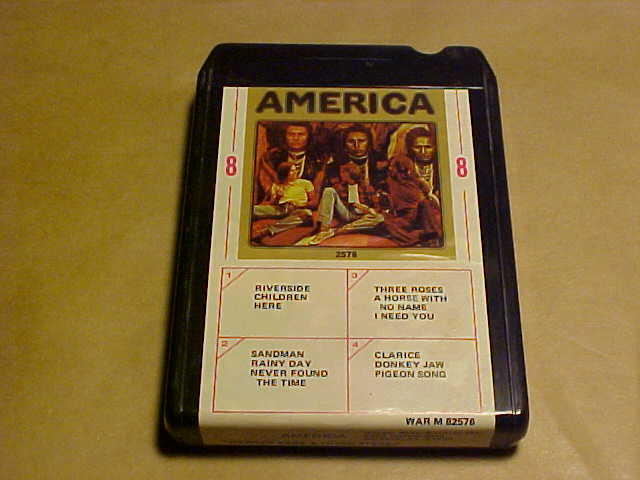 AMERICA
8
8
2578
1
RIVERSIDE
CHILDREN
HERE
3
THREE ROSES
A HORSE WITH
NO NAME
I NEED YOU
2
SANDMAN
RAINY DAY
NEVER FOUND
THE TIME
4
CLARICE
DONKEY JAW
PIGEON SONG
WAR M 82578
AMERICA